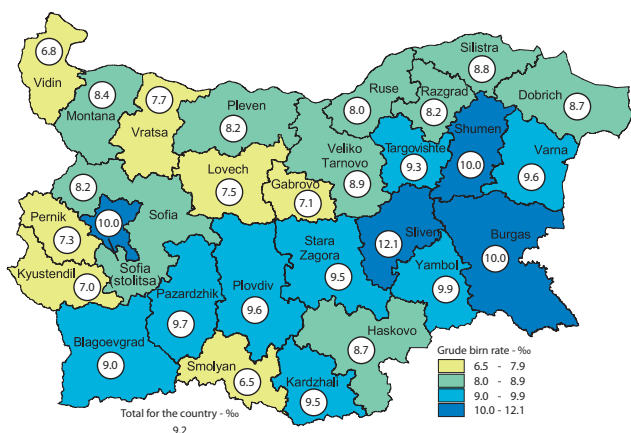 6.8
Vidin
8.4
Montana
7.7
Vratsa
Pleven
8.2
Ruse
8.0
Silistra
8.8
Razgrad
8.2
Dobrich
8.7
Shumen
10.0
Varna
9.6
Targovishte
9.3
Veliko
Tarnovo
8.9
Lovech
7.5
Gabrovo
7.1
8.2
Sofia
10.0
Sofia
(stolitsa)
Pernik
7.3
Kyustendil
7.0
Sliven
12.1
Burgas
10.0
Stara
Zagora
9.5
Yambol
9.9
Plovdiv
9.6
Pazardzhik
9.7
Blagoevgrad
9.0
Smolyan
6.5
Haskovo
8.7
Kardzhali
9.5
Grude birn rate - ‰
6.5 - 7.9
8.0 - 8.9
9.0 - 9.9
10.0 - 12.1
Total for the country - ‰
9.2